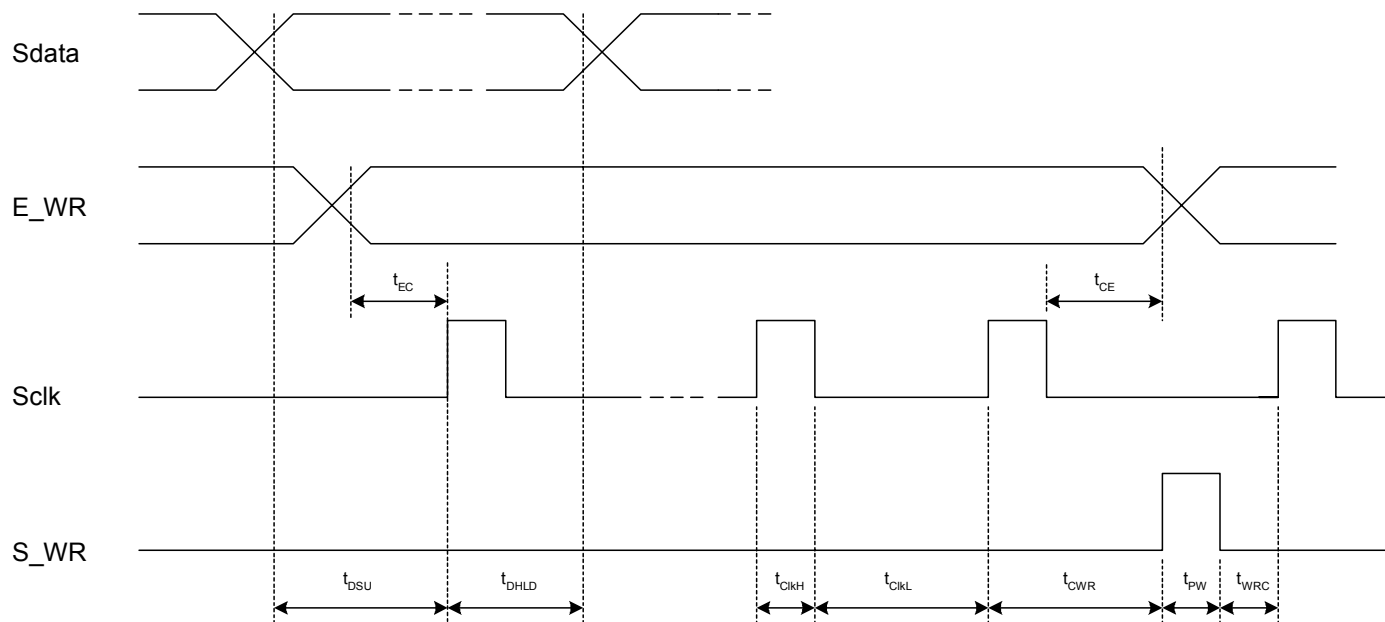 Sdata
E_WR
tEC
tCE
Sclk
S_WR
tDSU
tDHLD
tClkH
tClkL
tCWR
tPW
tWRC